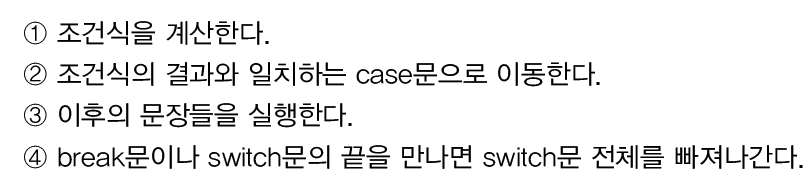 ① 조건식을 계산한다.
② 조건식의 결과와 일치하는 case문으로 이동한다.
③ 이후의 문장들을 실행한다.
④ break문이나 switch문의 끝을 만나면 switch문 전체를 빠져나간다.